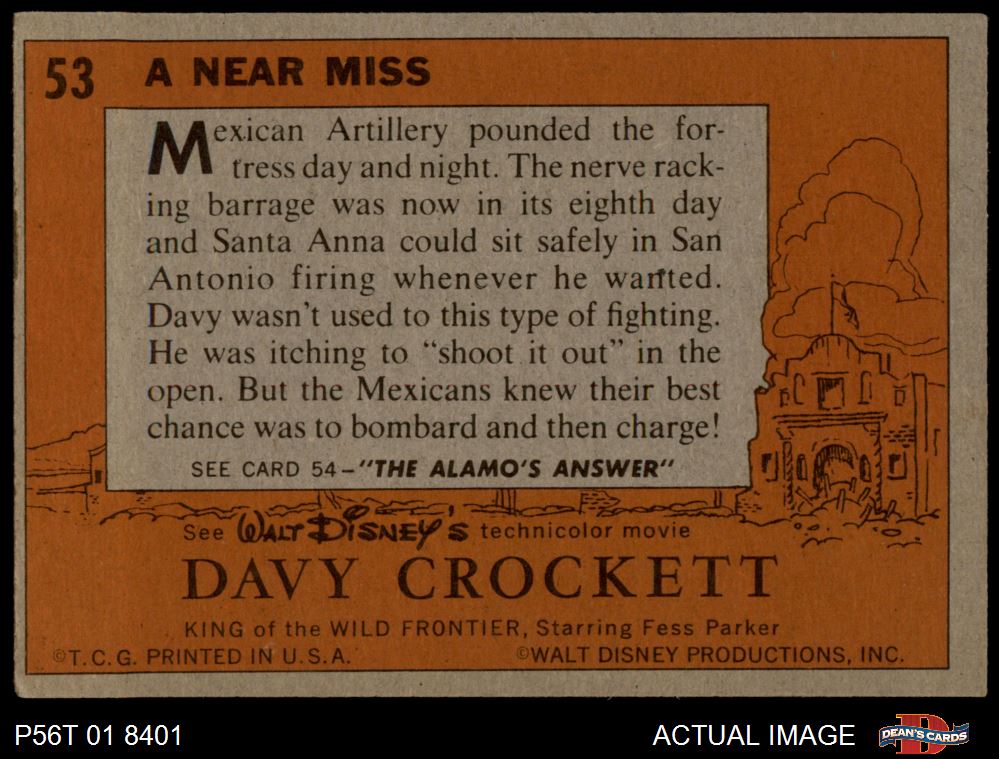 53 A NEAR MISS
Mexican Artillery pounded the for-
tress day and night. The nerve rack-
ing barrage was now in its eighth day
and Santa Anna could sit safely in San
Antonio firing whenever he wanted.
Davy wasn't used to this type of fighting.
He was itching to "shoot it out" in the
open. But the Mexicans knew their best
chance was to bombard and then charge!
SEE CARD 54-"THE ALAMO'S ANSWER"
See WALT DISNEY'S technicolor movie
DAVY CROCKETT
KING of the WILD FRONTIER, Starring Fess Parker
©T.C.G. PRINTED IN U.S.A. ©WALT DISNEY PRODUCTIONS, INC.
P56T 01 8401 ACTUAL IMAGE D DEAN'S CARDS